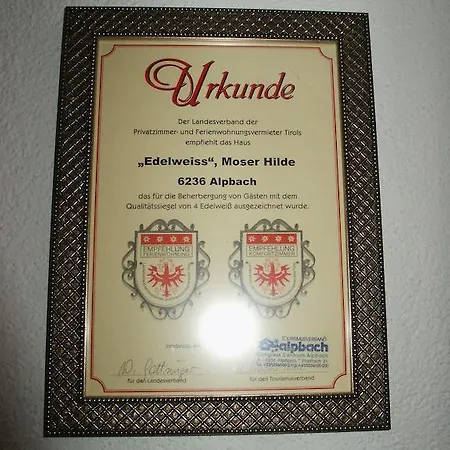 Urkunde
Der Landesverband der
Privatzimmer- und Ferienwohnungsvermieter Tirols
empfiehlt das Haus
„Edelweiss“, Moser Hilde
6236 Alpbach
das für die Beherbergung von Gästen mit dem
Qualitätssiegel von 4 Edelweiß ausgezeichnet wurde.
EMPFEHLUNG
FERIENWOHNUNG
EMPFEHLUNG
KOMFORTZIMMER
TOURISMUSVERBAND
alpbach
für den Landesverband
für den Tourismusverband